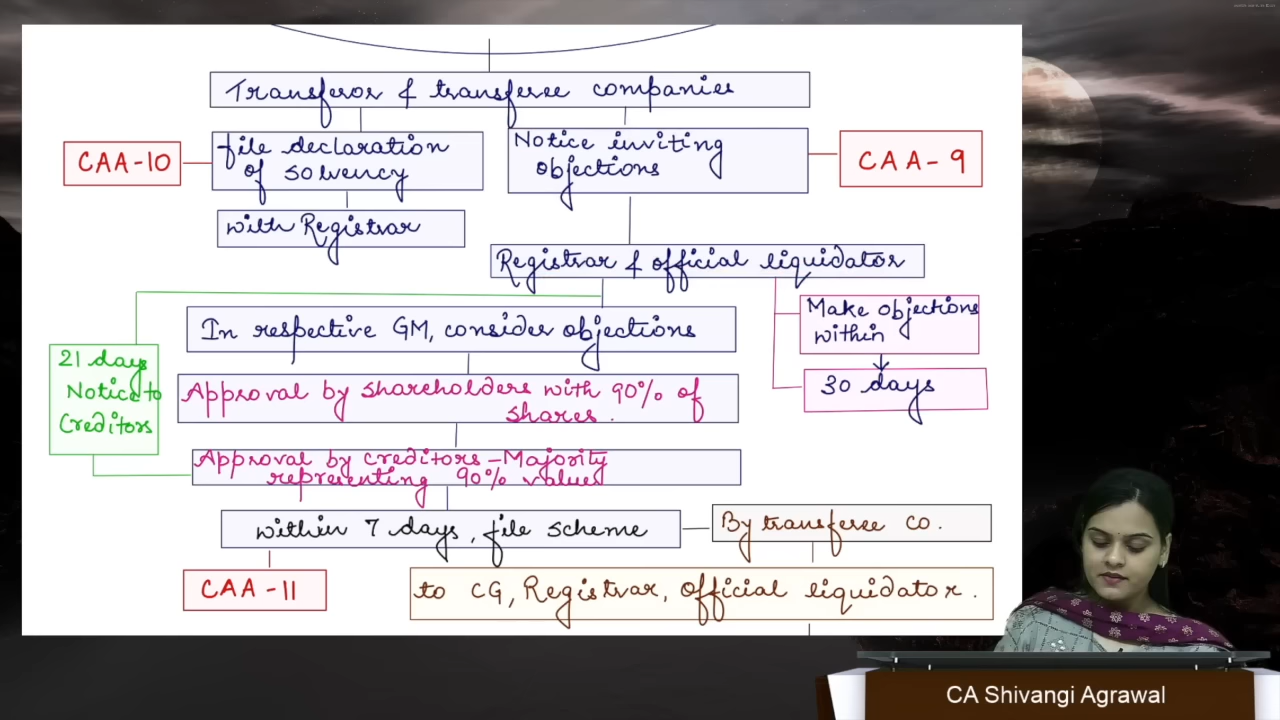 Transferor & transferee companies
CAA-10
file declaration
of solvency
Notice inviting
objections
CAA-9
with Registrar
Registrar & official liquidator
Make objections
within
30 days
In respective GM, consider objections
21 days
Notice to
Creditors
Approval by shareholders with 90% of
shares.
Approval by creditors - Majority
representing 90% values
within 7 days, file scheme
By transferee co.
CAA-11
to CG, Registrar, official liquidator.
CA Shivangi Agrawal